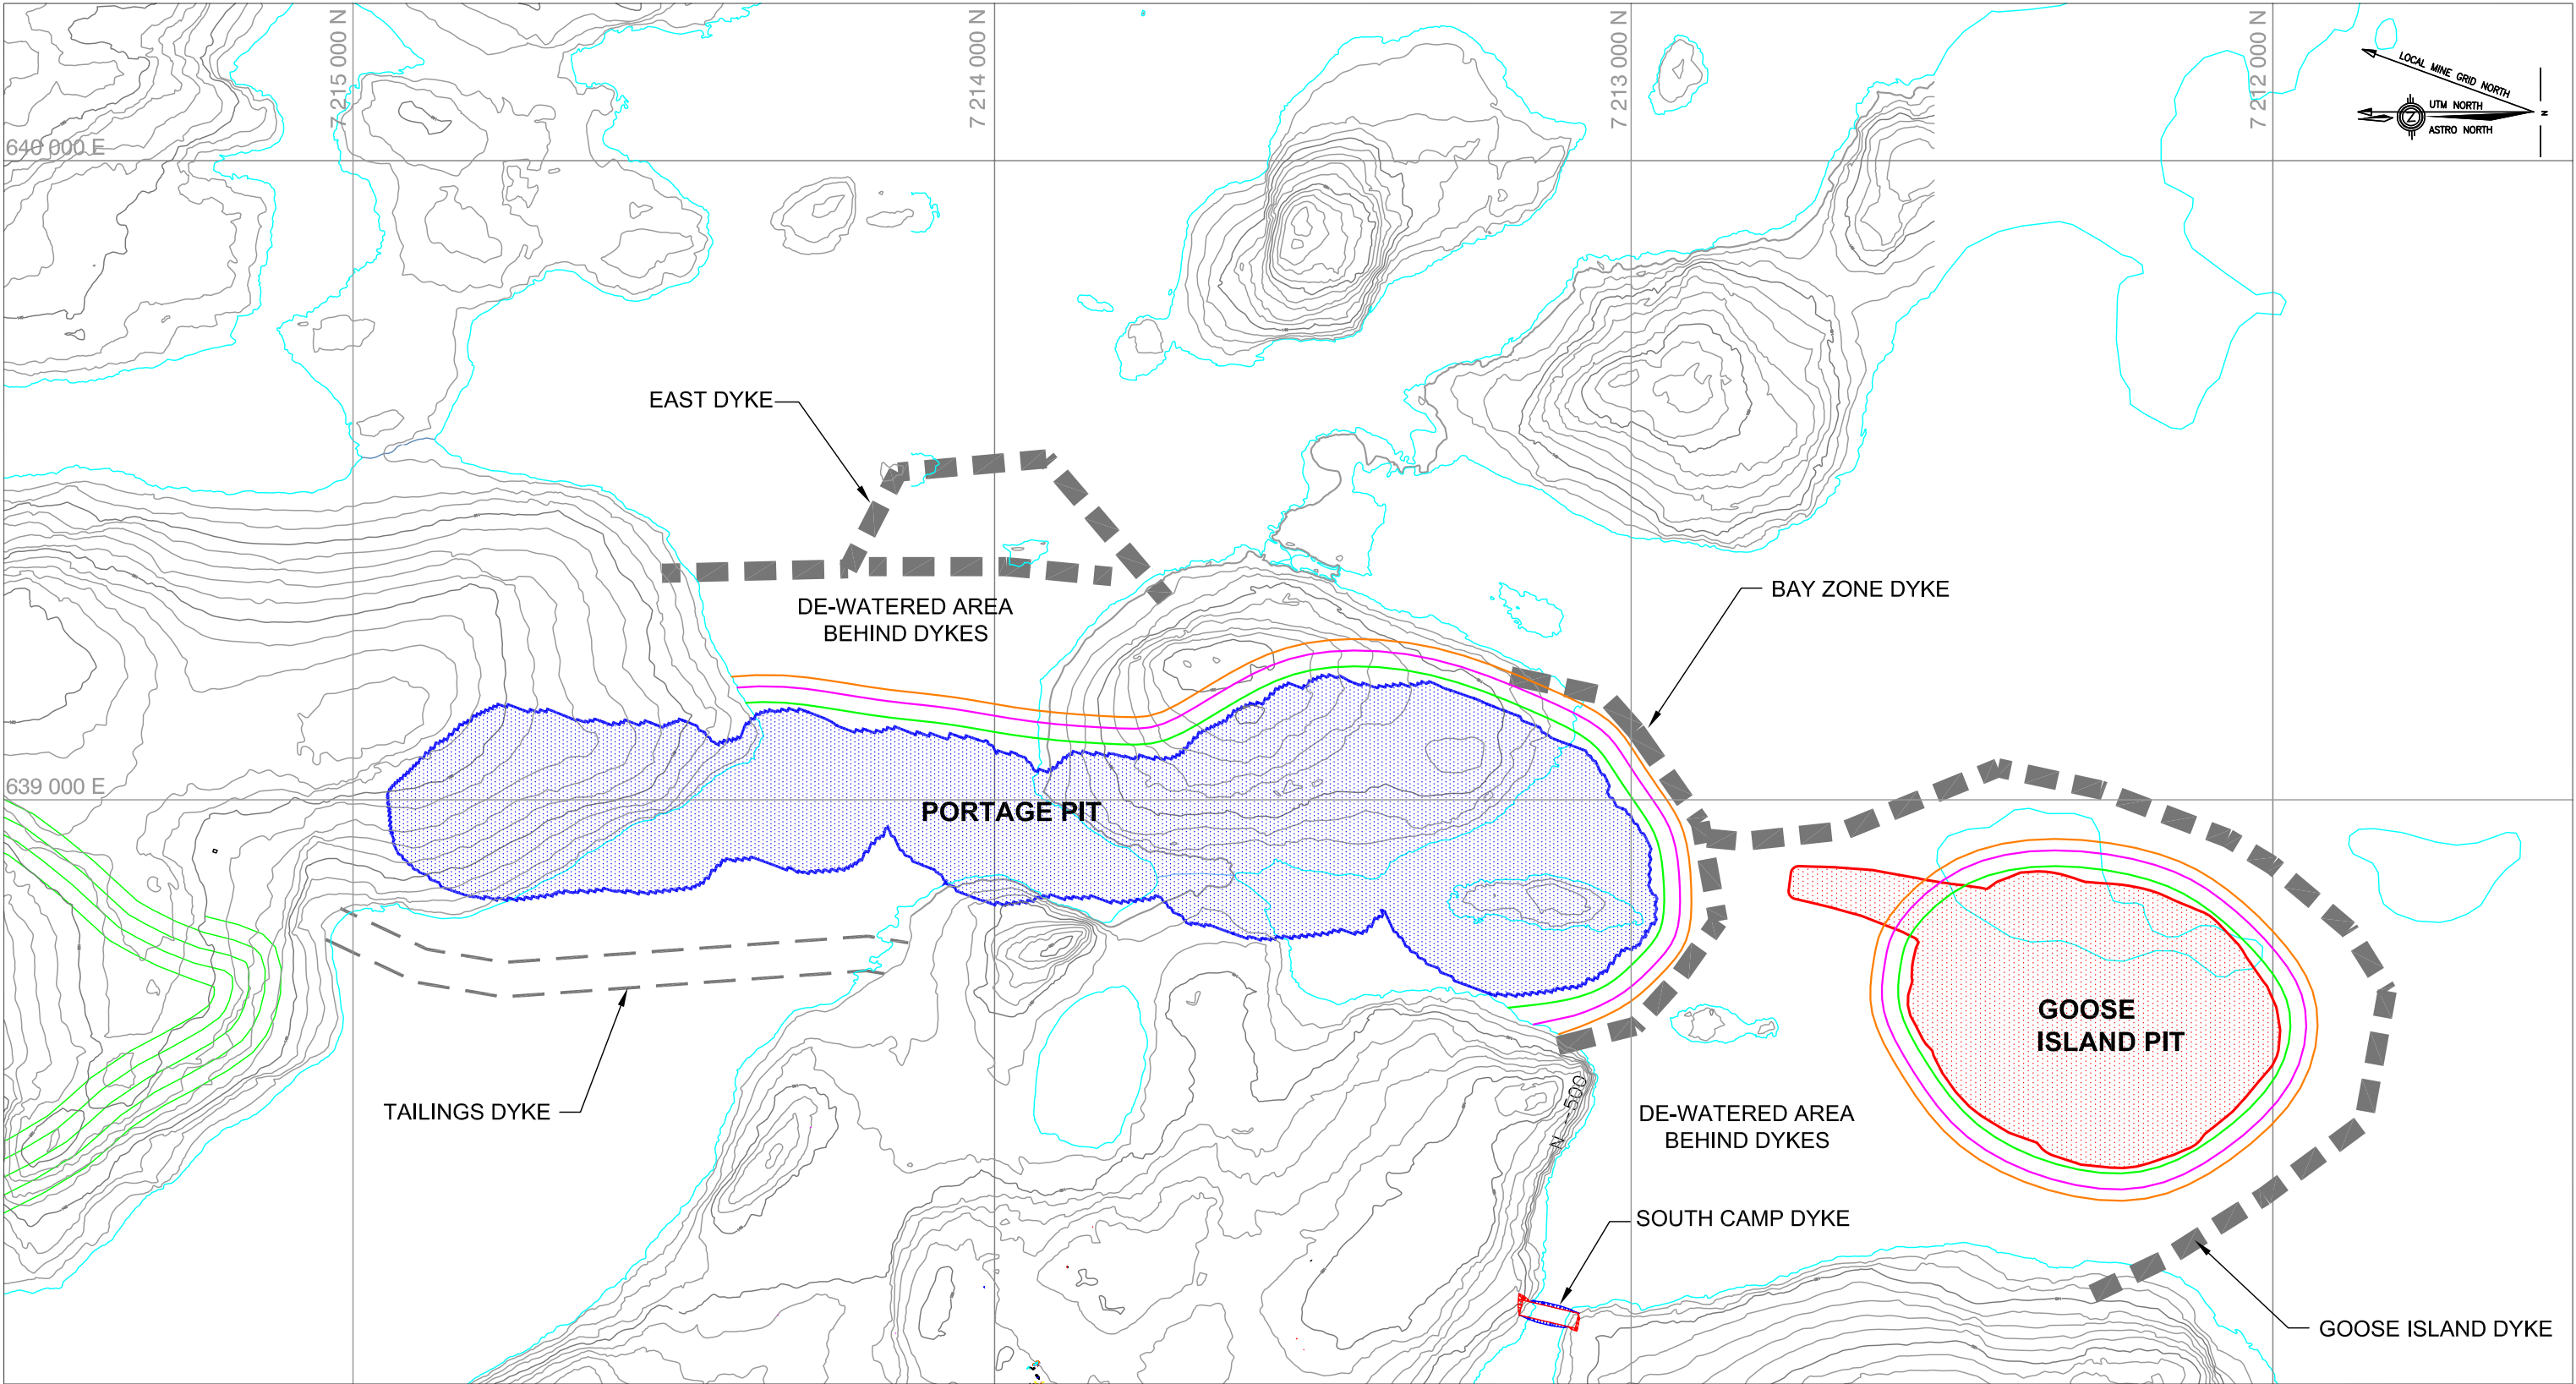 7 215 000 N
7 214 000 N
7 213 000 N
7 212 000 N
LOCAL MINE GRID NORTH
UTM NORTH
Z
N
ASTRO NORTH
640 000 E
EAST DYKE
DE-WATERED AREA
BEHIND DYKES
BAY ZONE DYKE
639 000 E
PORTAGE PIT
GOOSE
ISLAND PIT
TAILINGS DYKE
N -500
DE-WATERED AREA
BEHIND DYKES
SOUTH CAMP DYKE
GOOSE ISLAND DYKE